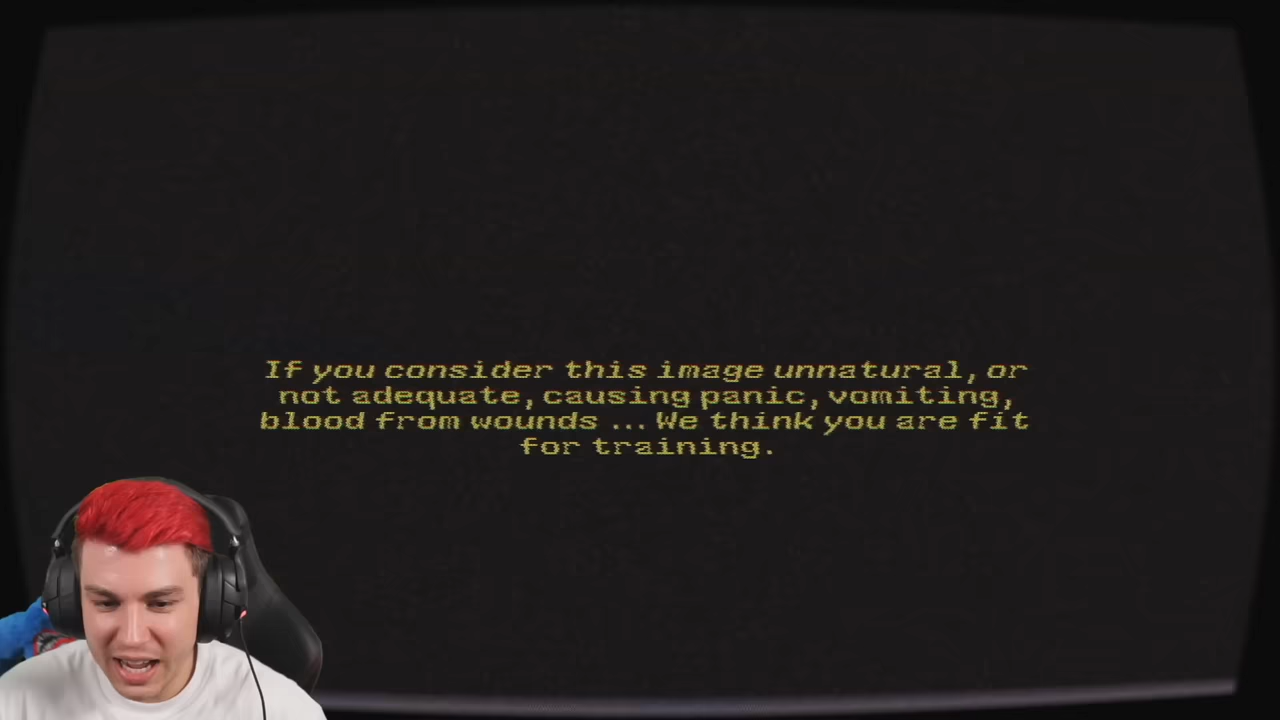 If you consider this image unnatural, or
not adequate, causing panic, vomiting,
blood from wounds ... We think you are fit
for training.